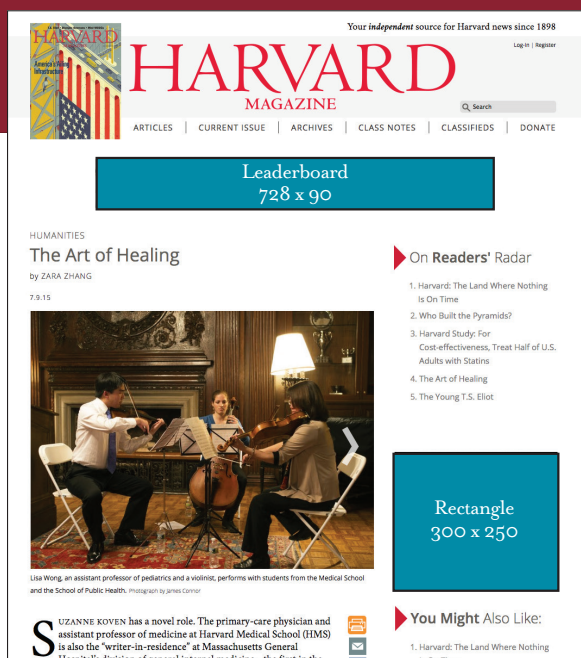 Your independent source for Harvard news since 1898
HARVARD
MAGAZINE
America's
Infrastructure
Log-In | Register
HARVARD
MAGAZINE
Search
ARTICLES | CURRENT ISSUE | ARCHIVES | CLASS NOTES | CLASSIFIEDS | DONATE
Leaderboard
728 x 90
HUMANITIES
The Art of Healing
by ZARA ZHANG
7.9.15
On Readers' Radar
1. Harvard: The Land Where Nothing
Is On Time
2. Who Built the Pyramids?
3. Harvard Study: For
Cost-effectiveness, Treat Half of U.S.
Adults with Statins
4. The Art of Healing
5. The Young T.S. Eliot
Rectangle
300 x 250
Lisa Wong, an assistant professor of pediatrics and a violinist, performs with students from the Medical School
and the School of Public Health. Photograph by James Connor
SUZANNE KOVEN has a novel role. The primary-care physician and
assistant professor of medicine at Harvard Medical School (HMS)
is also the "writer-in-residence" at Massachusetts General
You Might Also Like:
1. Harvard: The Land Where Nothing